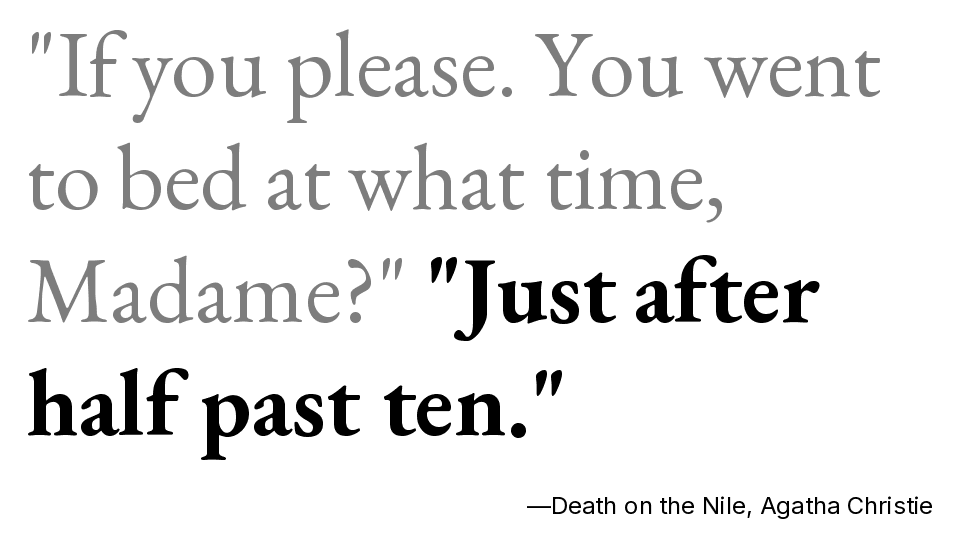 "If you please. You went
to bed at what time,
Madame?" "Just after
half past ten."
—Death on the Nile, Agatha Christie